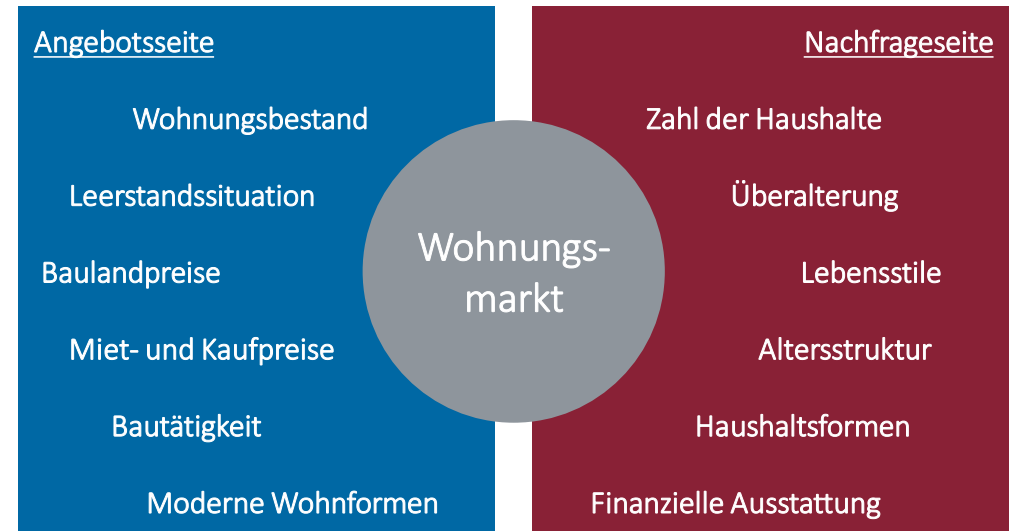 Angebotsseite
Wohnungsbestand
Leerstandssituation
Baulandpreise
Miet- und Kaufpreise
Bautätigkeit
Moderne Wohnformen
Wohnungs-
markt
Nachfrageseite
Zahl der Haushalte
Überalterung
Lebensstile
Altersstruktur
Haushaltsformen
Finanzielle Ausstattung